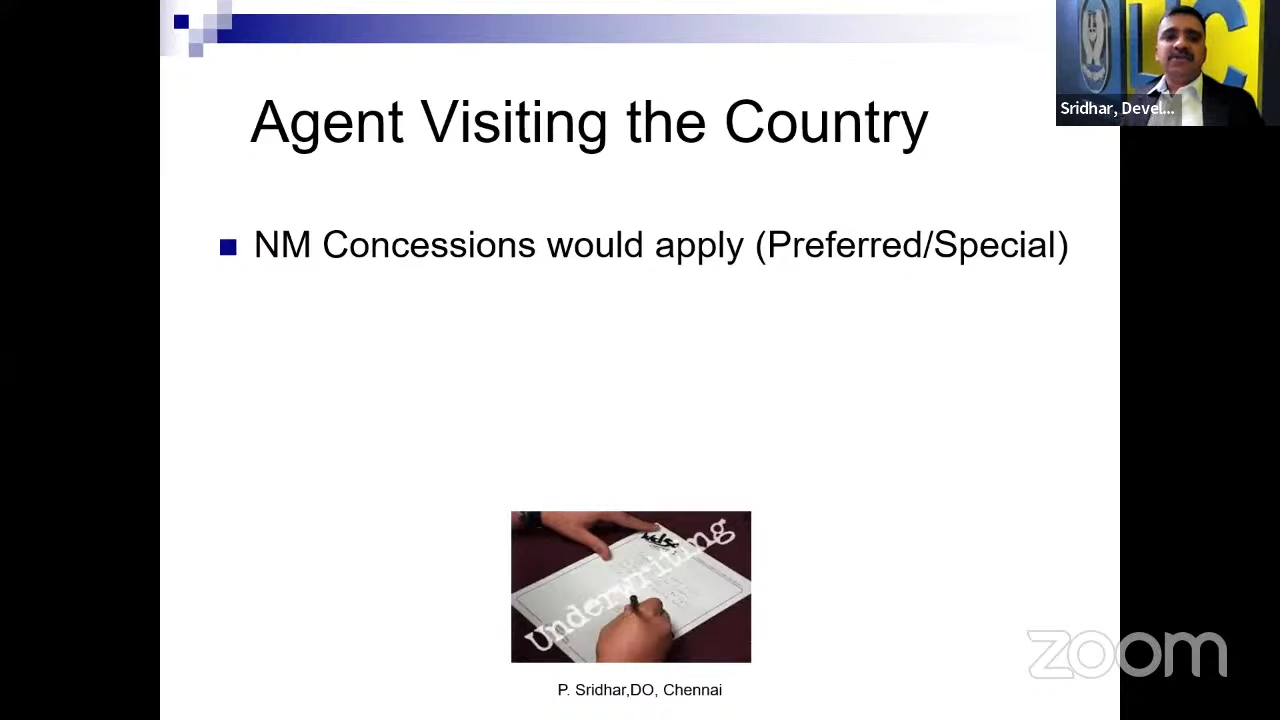 Agent Visiting the Country
Sridhar, Devel...
NM Concessions would apply (Preferred/Special)
Underwriting
zoom
P. Sridhar,DO, Chennai